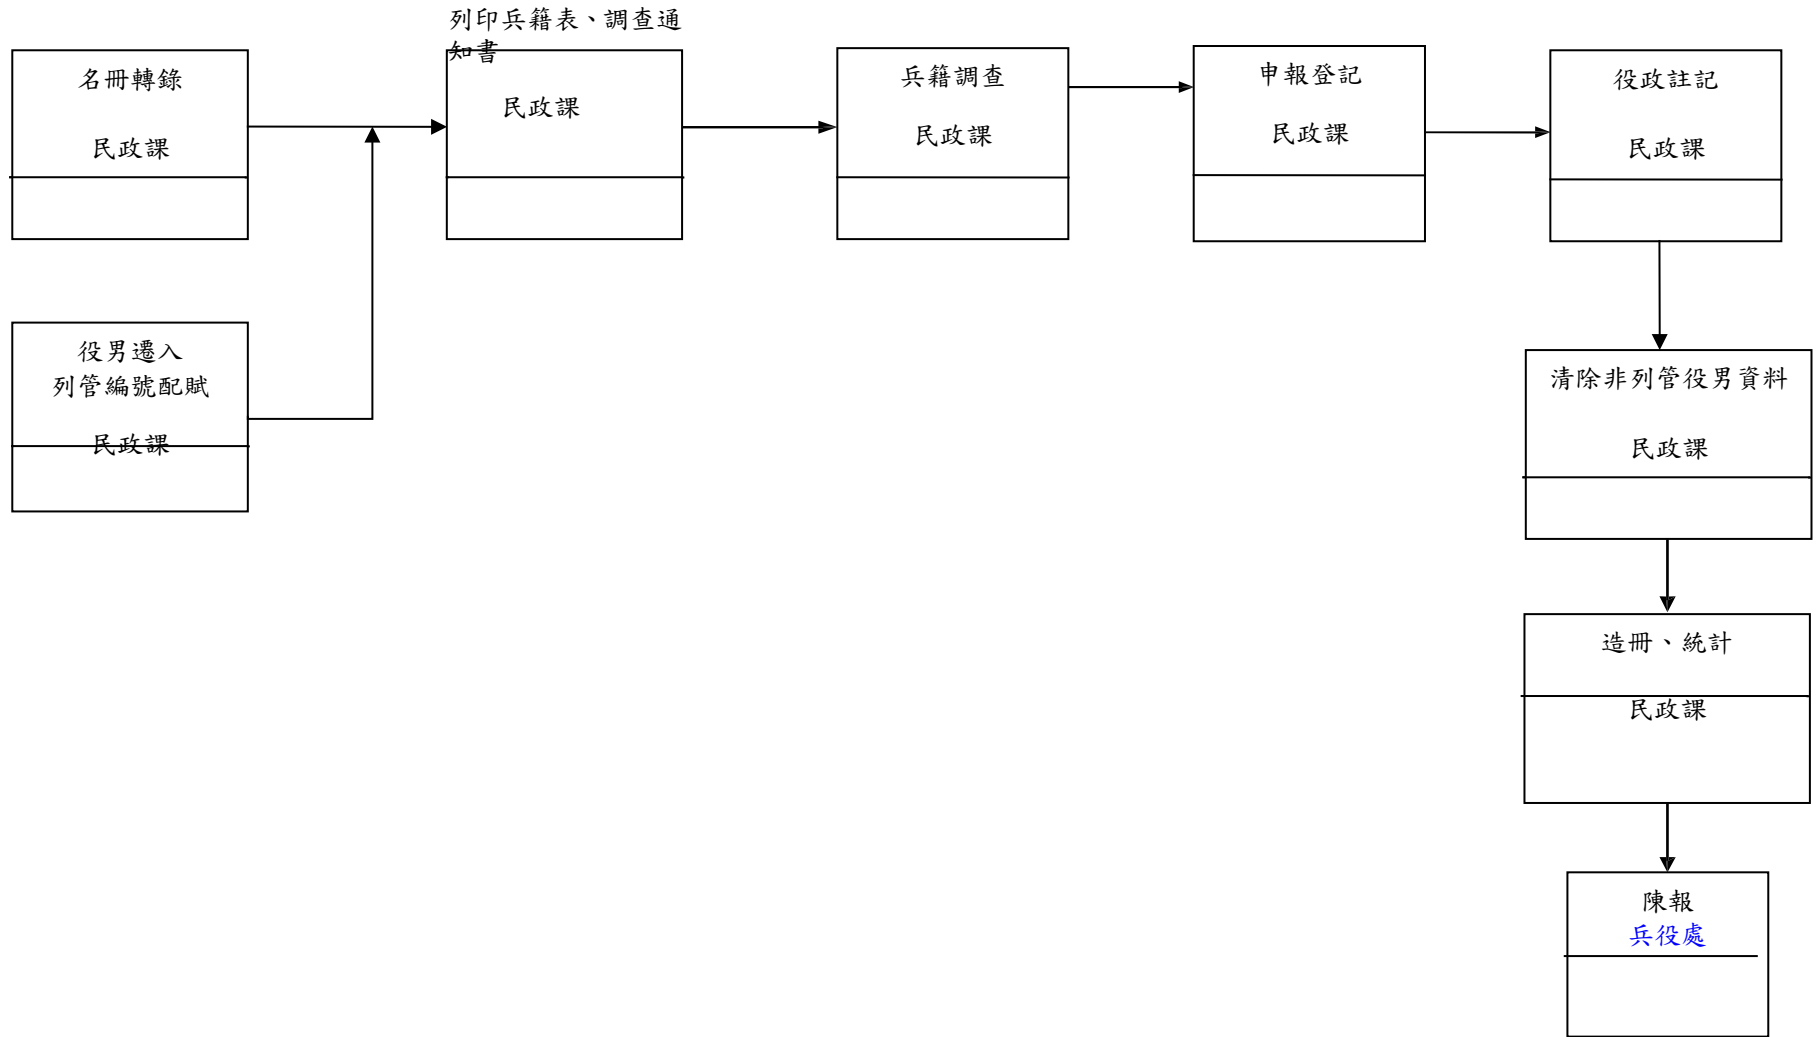 名冊轉錄
民政課
列印兵籍表、調查通
知書
民政課
兵籍調查
民政課
申報登記
民政課
役政註記
民政課
役男遷入
列管編號配賦
民政課
清除非列管役男資料
民政課
造冊、統計
民政課
陳報
兵役處